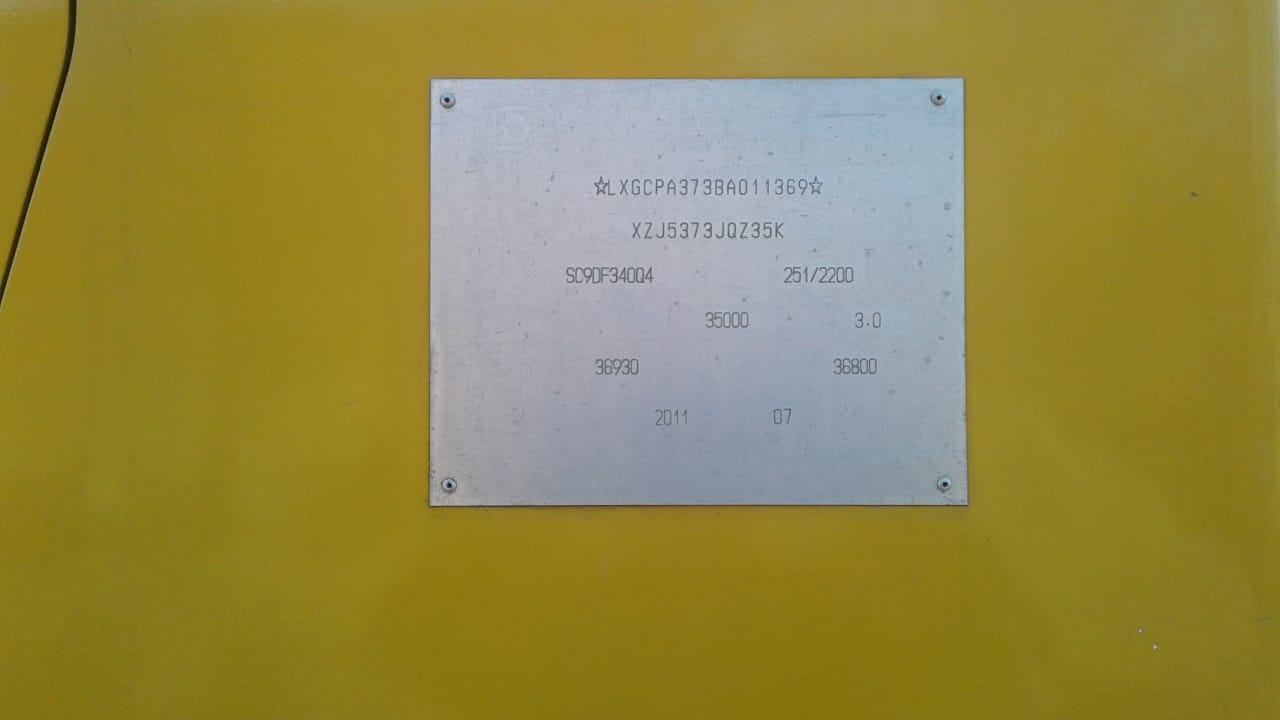 ☆LXGCPA373BA011369☆
XZJ5373JQZ35K
SC9DF340Q4 251/2200
35000 3.0
36930 36800
2011 07